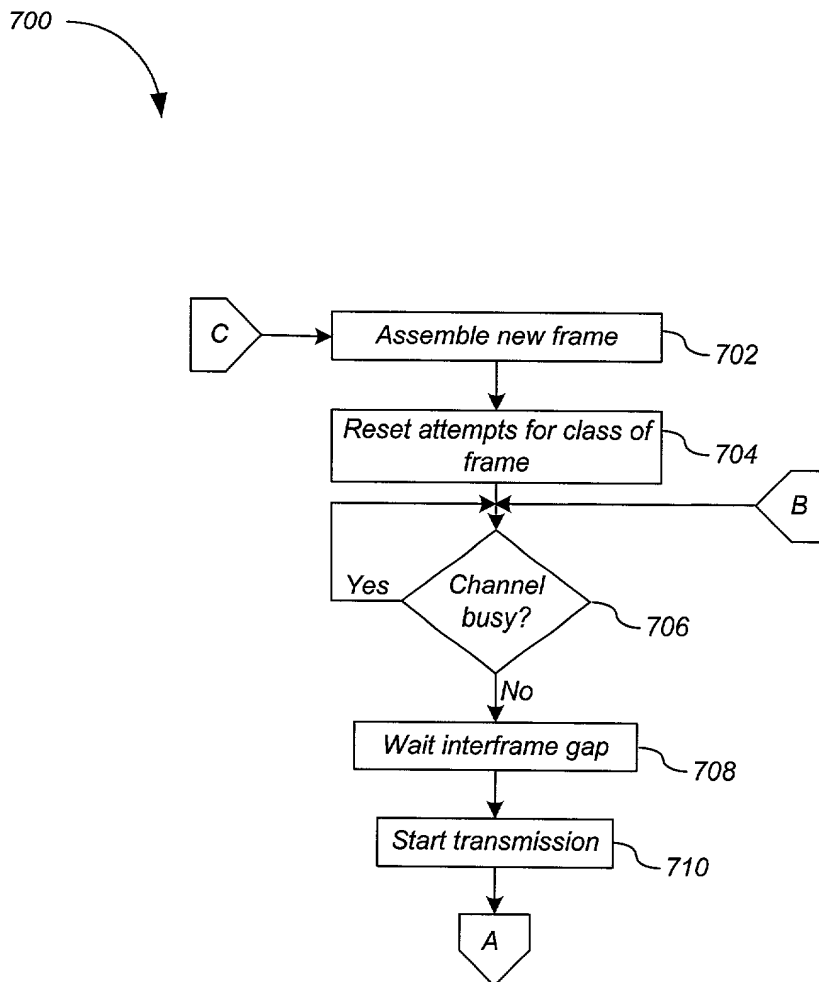 700
C
Assemble new frame
702
Reset attempts for class of
frame
704
B
Yes
Channel
busy?
706
No
Wait interframe gap
708
Start transmission
710
A